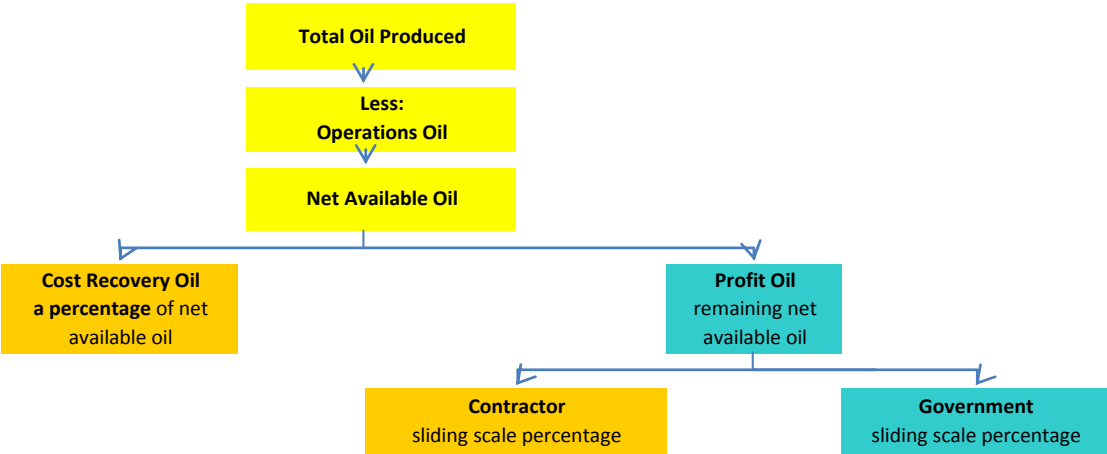 Total Oil Produced
Less:
Operations Oil
Net Available Oil
Cost Recovery Oil
a percentage of net
available oil
Profit Oil
remaining net
available oil
Contractor
sliding scale percentage
Government
sliding scale percentage